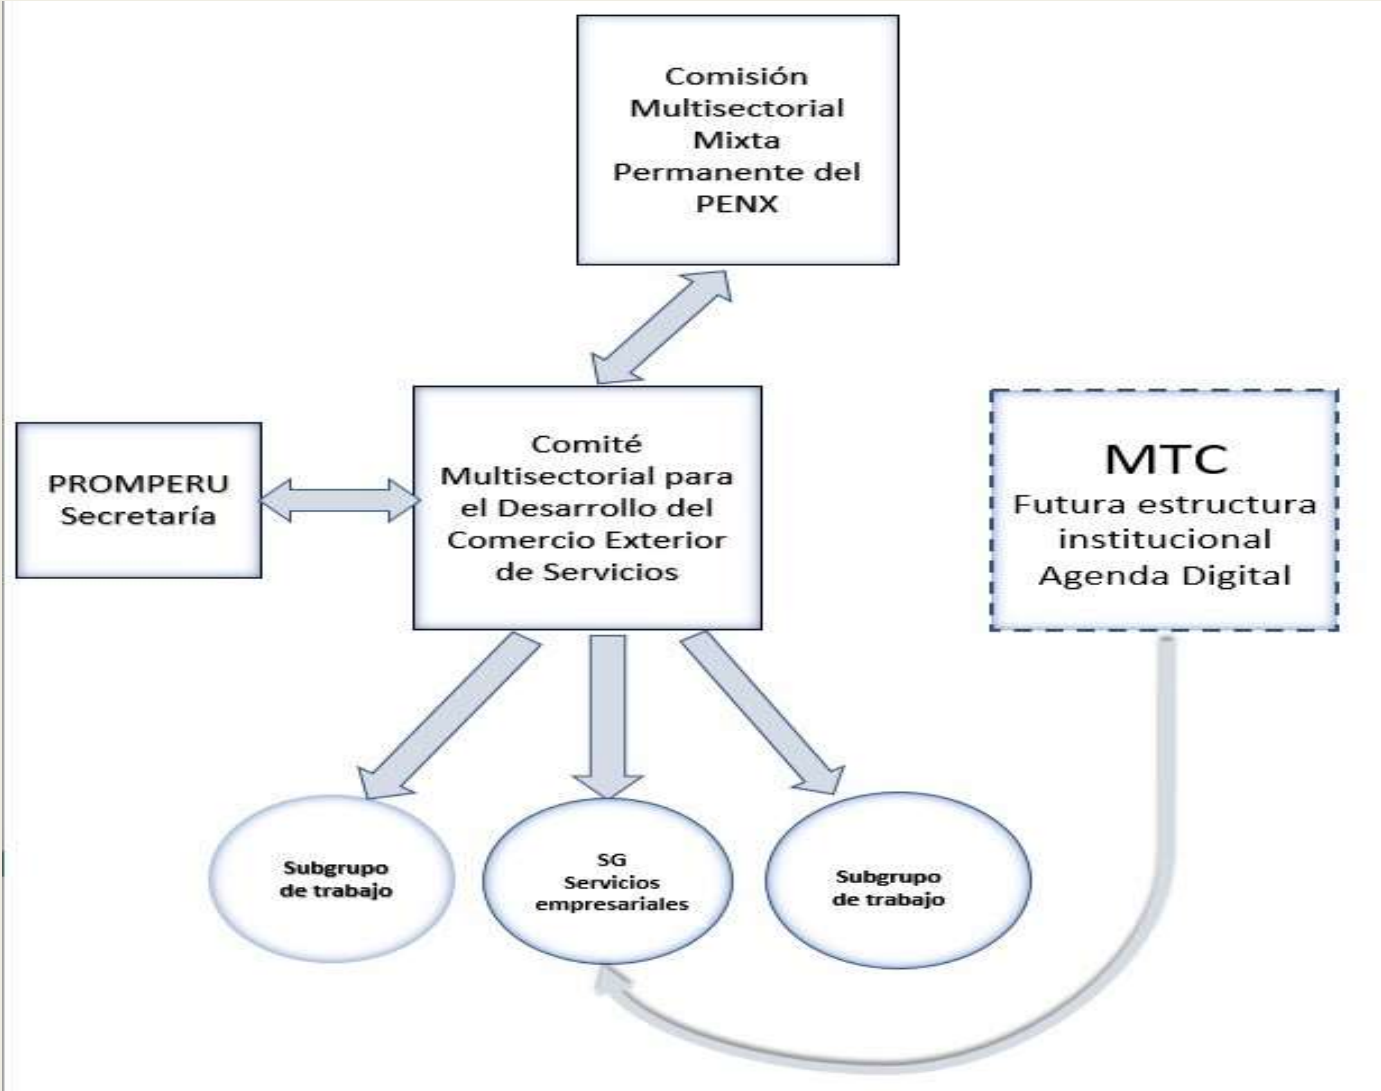 Comisión
Multisectorial
Mixta
Permanente del
PENX
PROMPERU
Secretaría
Comité
Multisectorial para
el Desarrollo del
Comercio Exterior
de Servicios
MTC
Futura estructura
institucional
Agenda Digital
Subgrupo
de trabajo
SG
Servicios
empresariales
Subgrupo
de trabajo